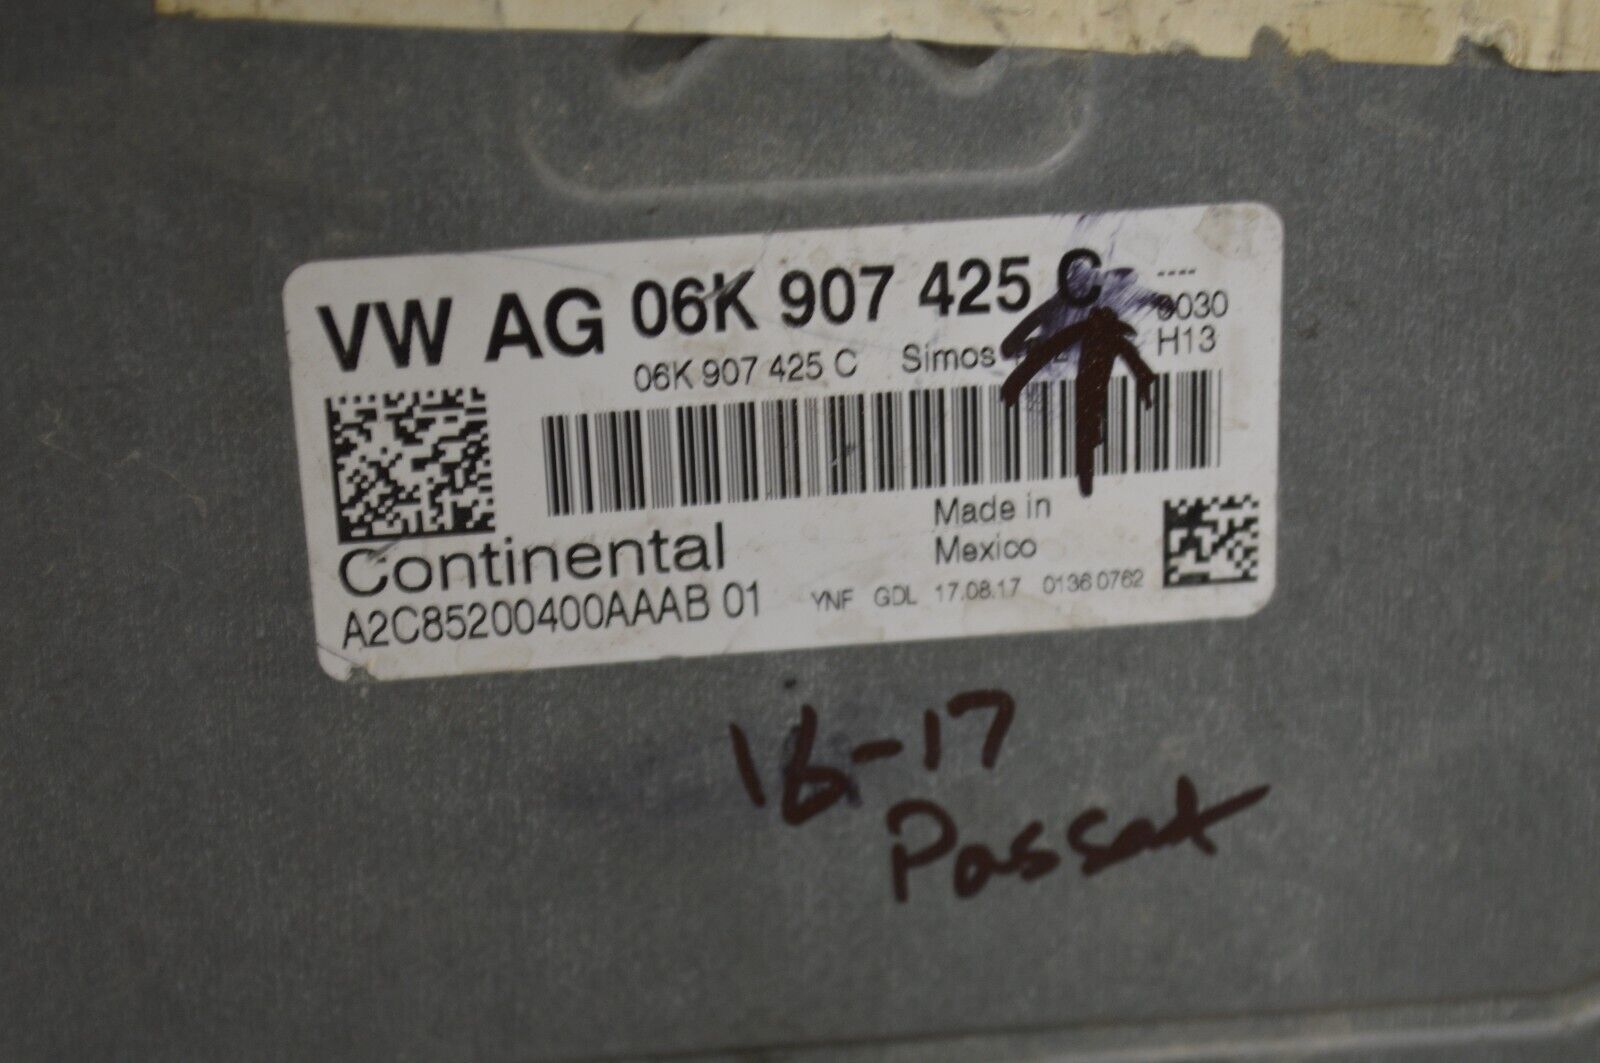 VW AG 06K 907 425 C
----
06K 907 425 C Simos
H13
Continental
Made in
Mexico
A2C85200400AAAB 01 YNF GDL 17.08.17 0136 0762
16-17
Passat